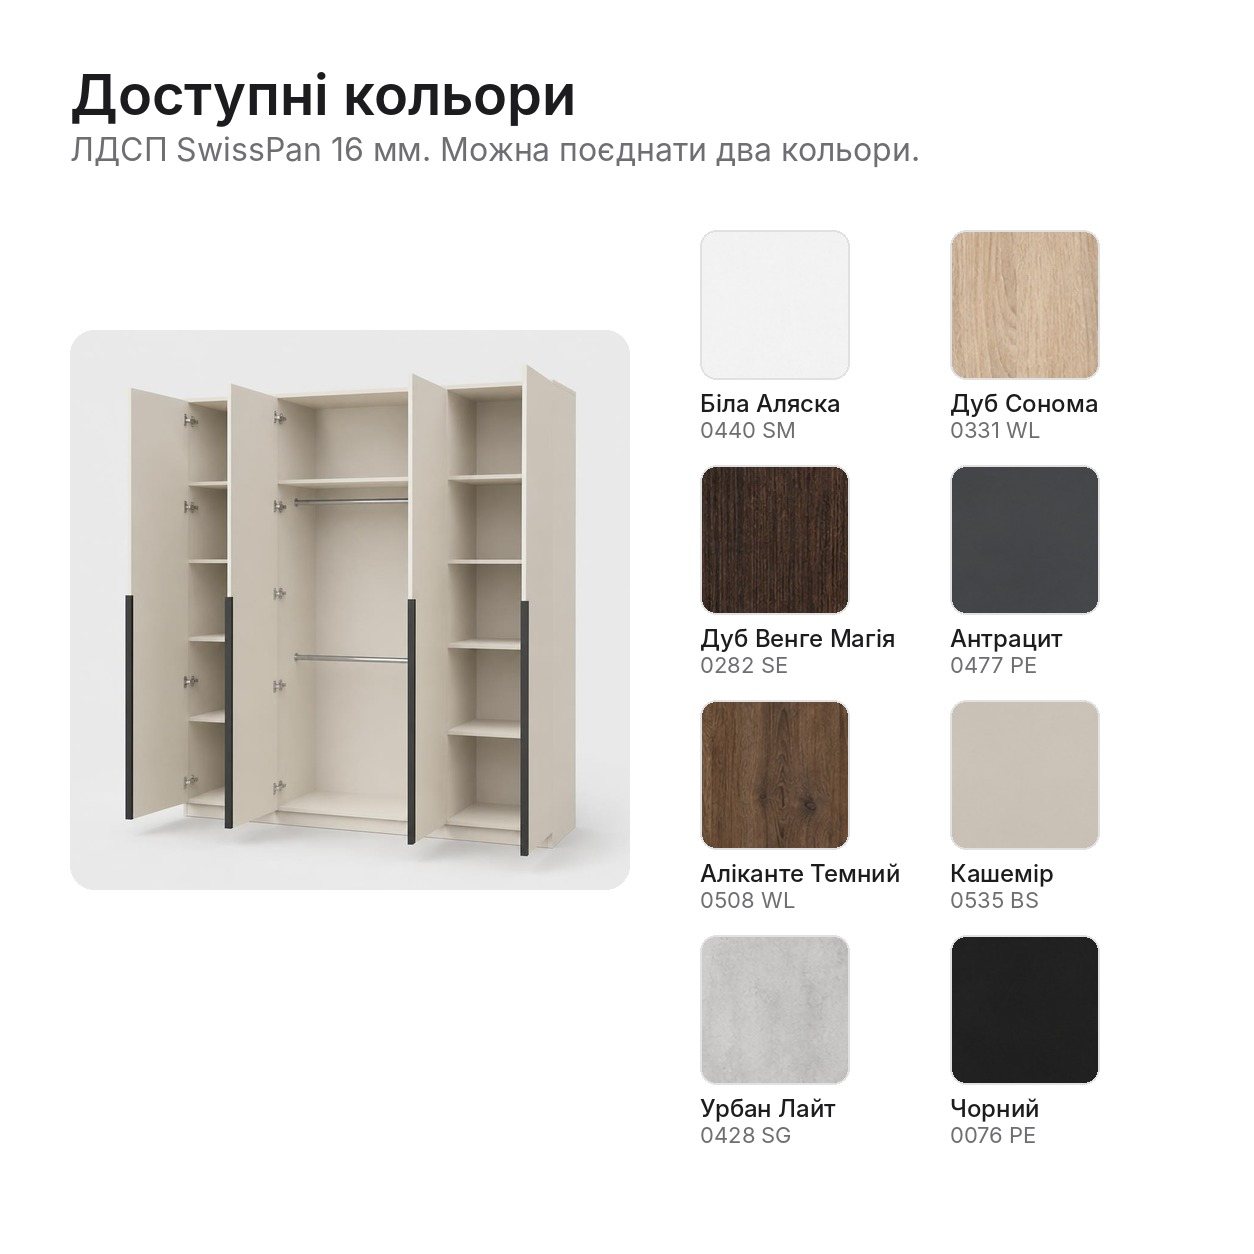 Доступні кольори
ЛДСП SwissPan 16 мм. Можна поєднати два кольори.
Біла Аляска
0440 SM
Дуб Сонома
0331 WL
Дуб Венге Магія
0282 SE
Антрацит
0477 PE
Аліканте Темний
0508 WL
Кашемір
0535 BS
Урбан Лайт
0428 SG
Чорний
0076 PE